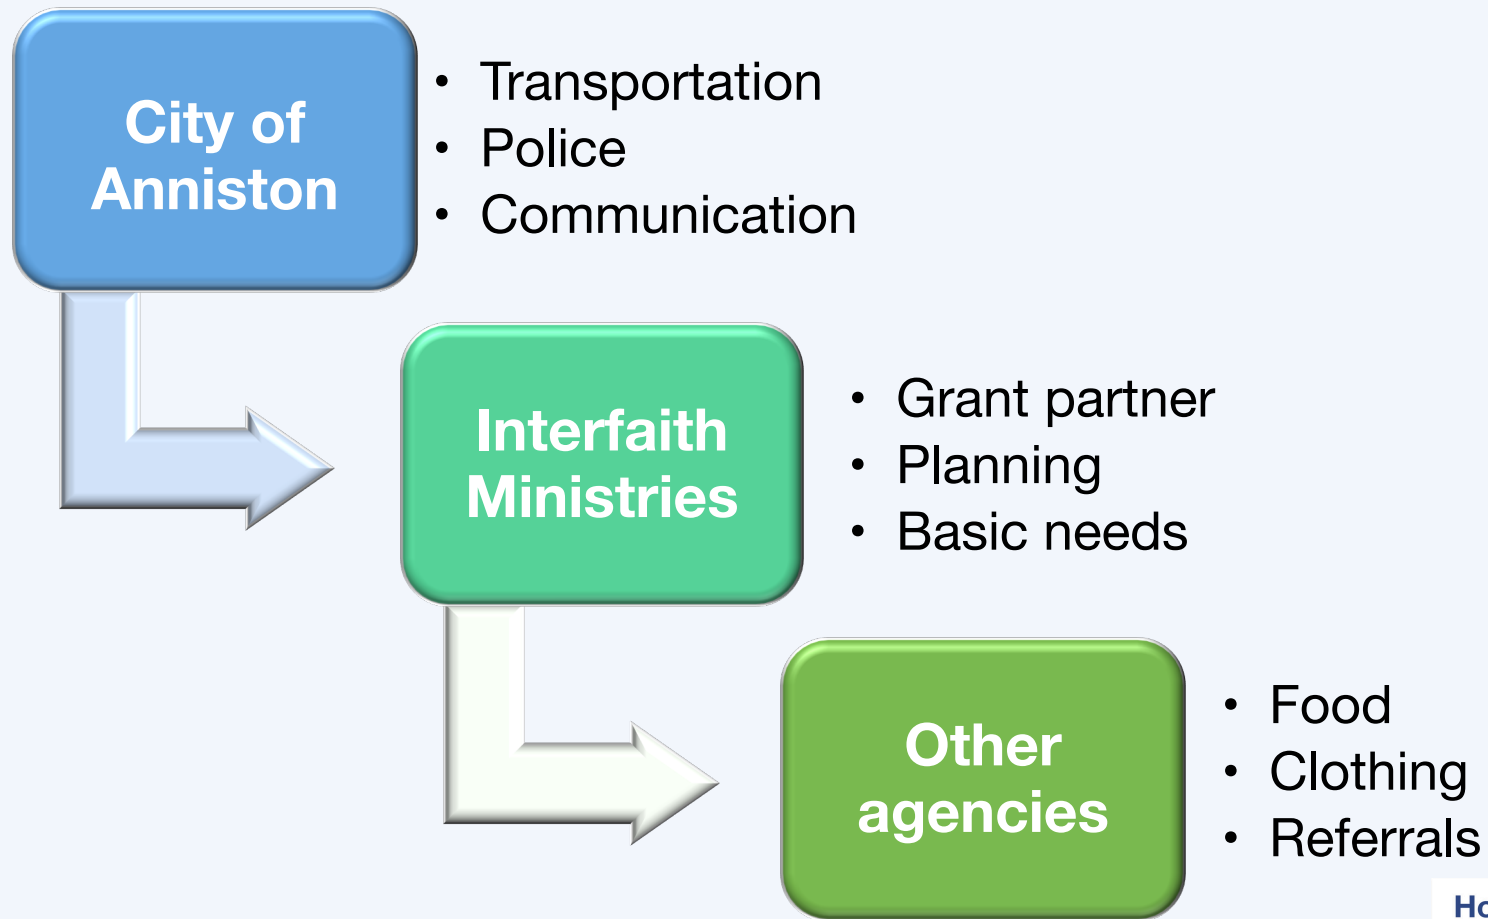 City of
Anniston
• Transportation
• Police
• Communication
Interfaith
Ministries
• Grant partner
• Planning
• Basic needs
Other
agencies
• Food
• Clothing
• Referrals